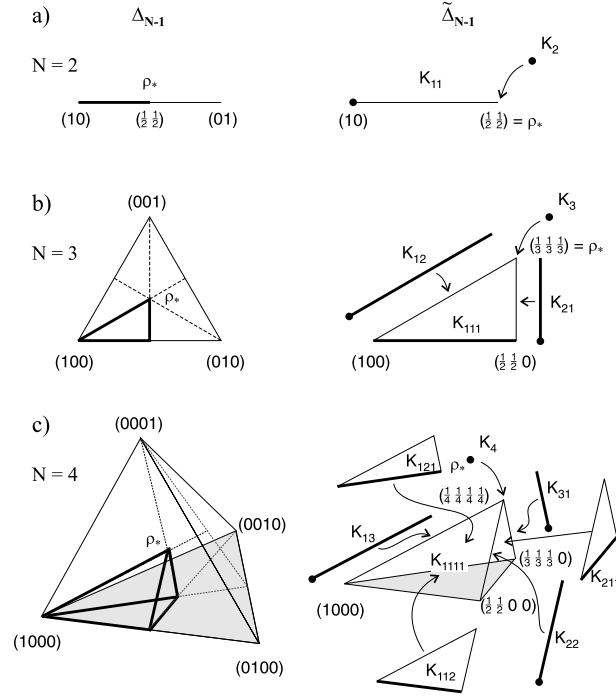 a) Δ_N-1 Δ̃_N-1
N = 2 K₂
ρ* K₁₁
(10) (½ ½) (01) (10) (½ ½) = ρ*
b) (001) K₃
N = 3 K₁₂ (⅓ ⅓ ⅓) = ρ*
ρ* K₂₁
K₁₁₁
(100) (010) (100) (½ ½ 0)
c) (0001) K₄
N = 4 K₁₂₁ ρ*
(¼ ¼ ¼ ¼) K₃₁
(0010) K₁₃
ρ* K₁₁₁₁ (⅓ ⅓ ⅓ 0)
(1000) (½ ½ 0 0) K₂₁₁
(1000) (0100) K₁₁₂ K₂₂